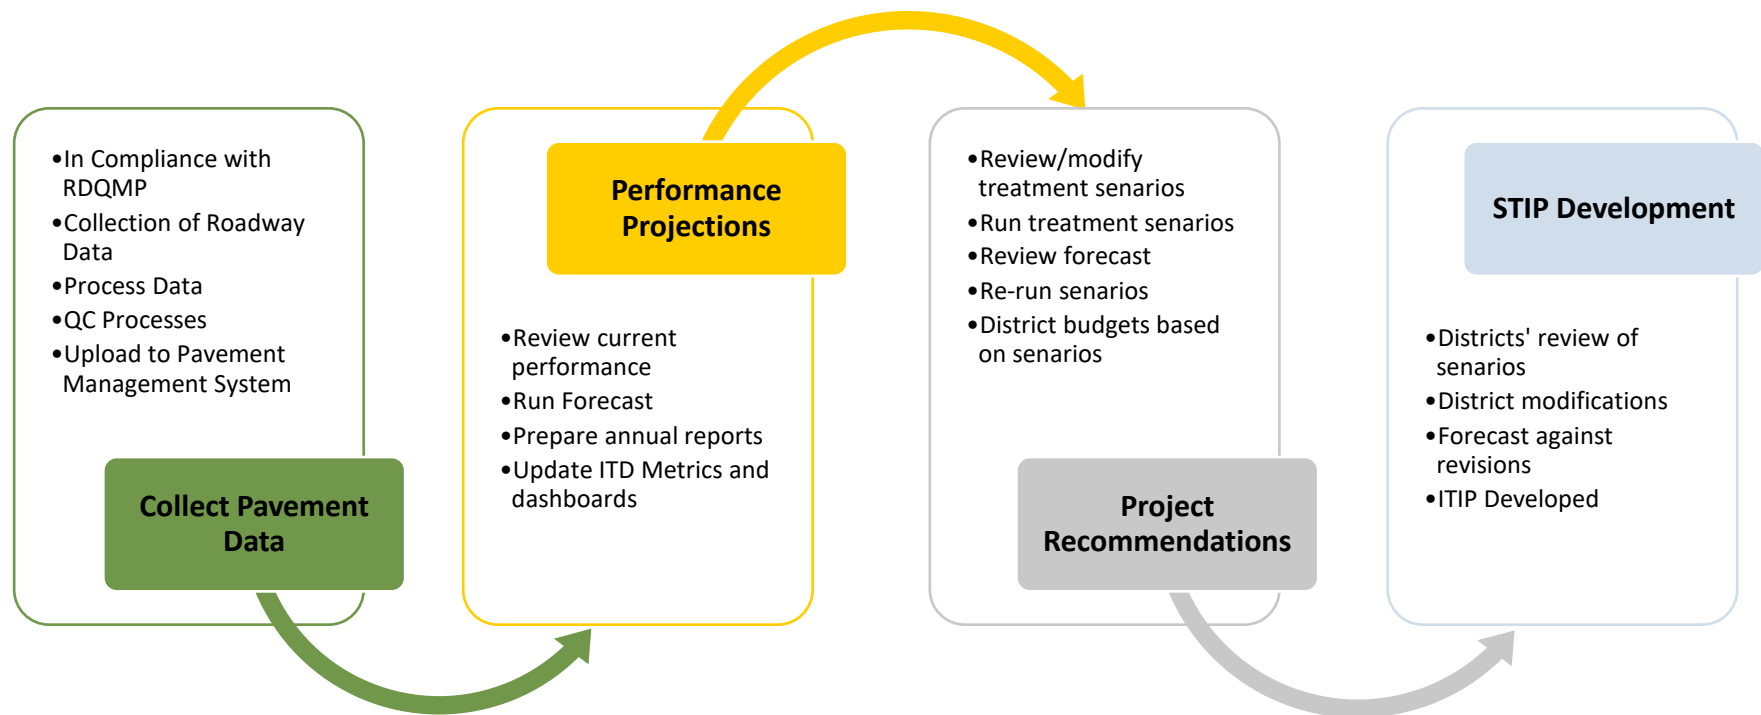 •In Compliance with
RDQMP
•Collection of Roadway
Data
•Process Data
•QC Processes
•Upload to Pavement
Management System
Collect Pavement
Data
Performance
Projections
•Review current
performance
•Run Forecast
•Prepare annual reports
•Update ITD Metrics and
dashboards
•Review/modify
treatment senarios
•Run treatment senarios
•Review forecast
•Re-run senarios
•District budgets based
on senarios
Project
Recommendations
STIP Development
•Districts' review of
senarios
•District modifications
•Forecast against
revisions
•ITIP Developed